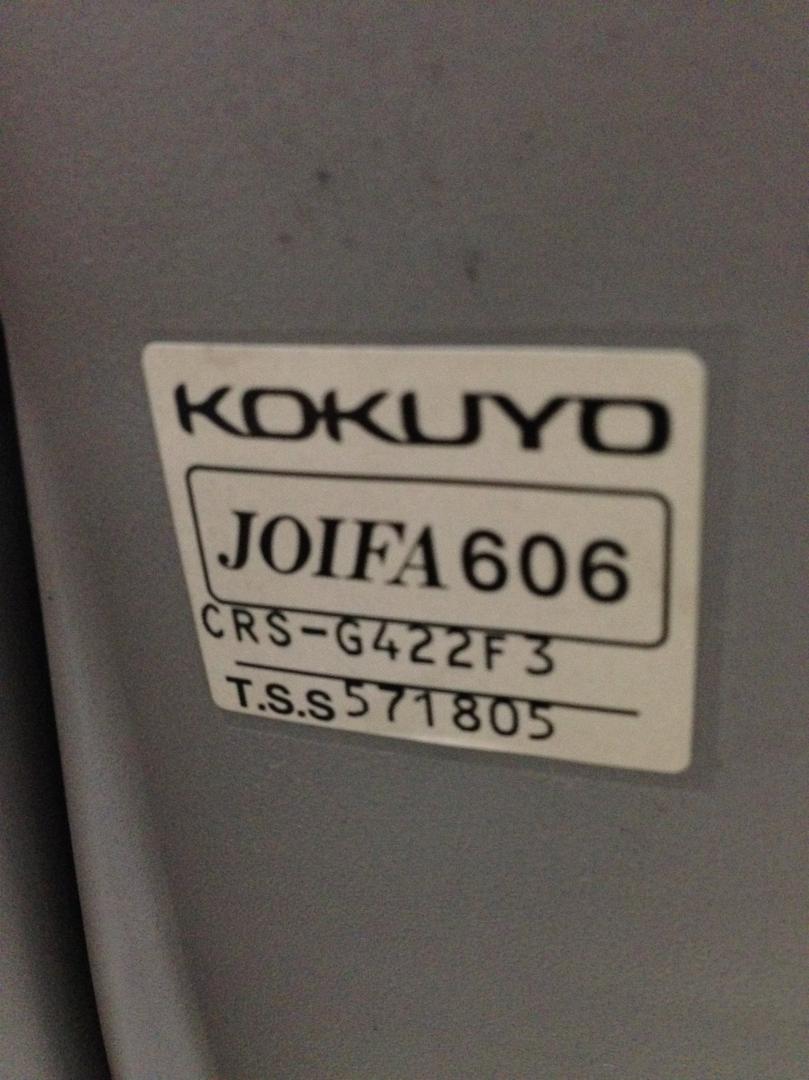 KOKUYO
JOIFA 606
CRS-G422F3
T.S.S 571805